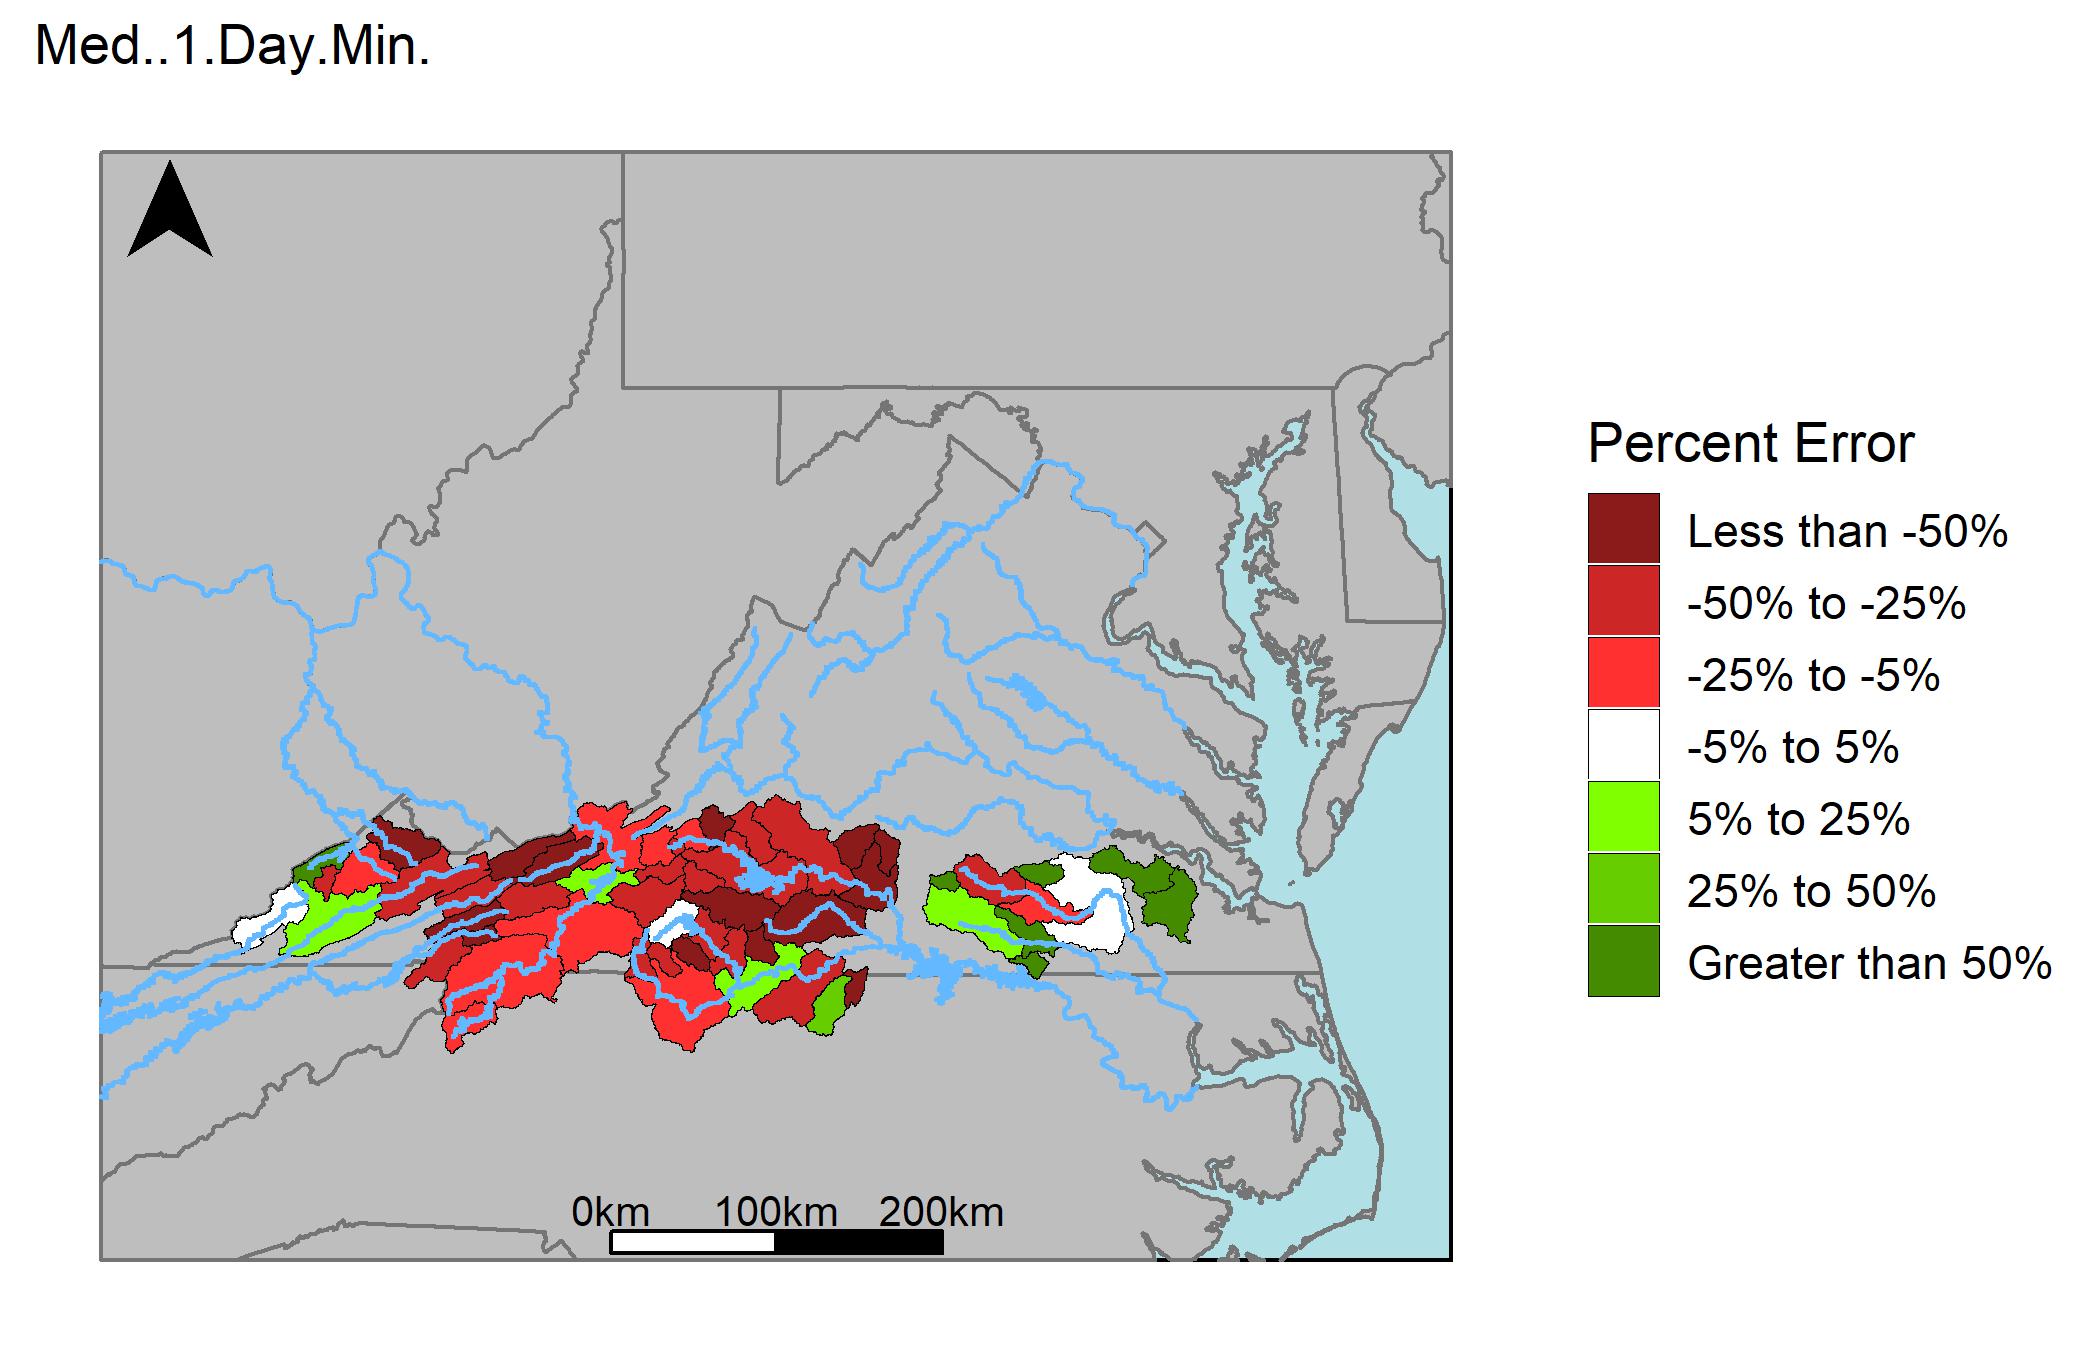 Med..1.Day.Min.
Percent Error
Less than -50%
-50% to -25%
-25% to -5%
-5% to 5%
5% to 25%
25% to 50%
Greater than 50%
0km 100km 200km